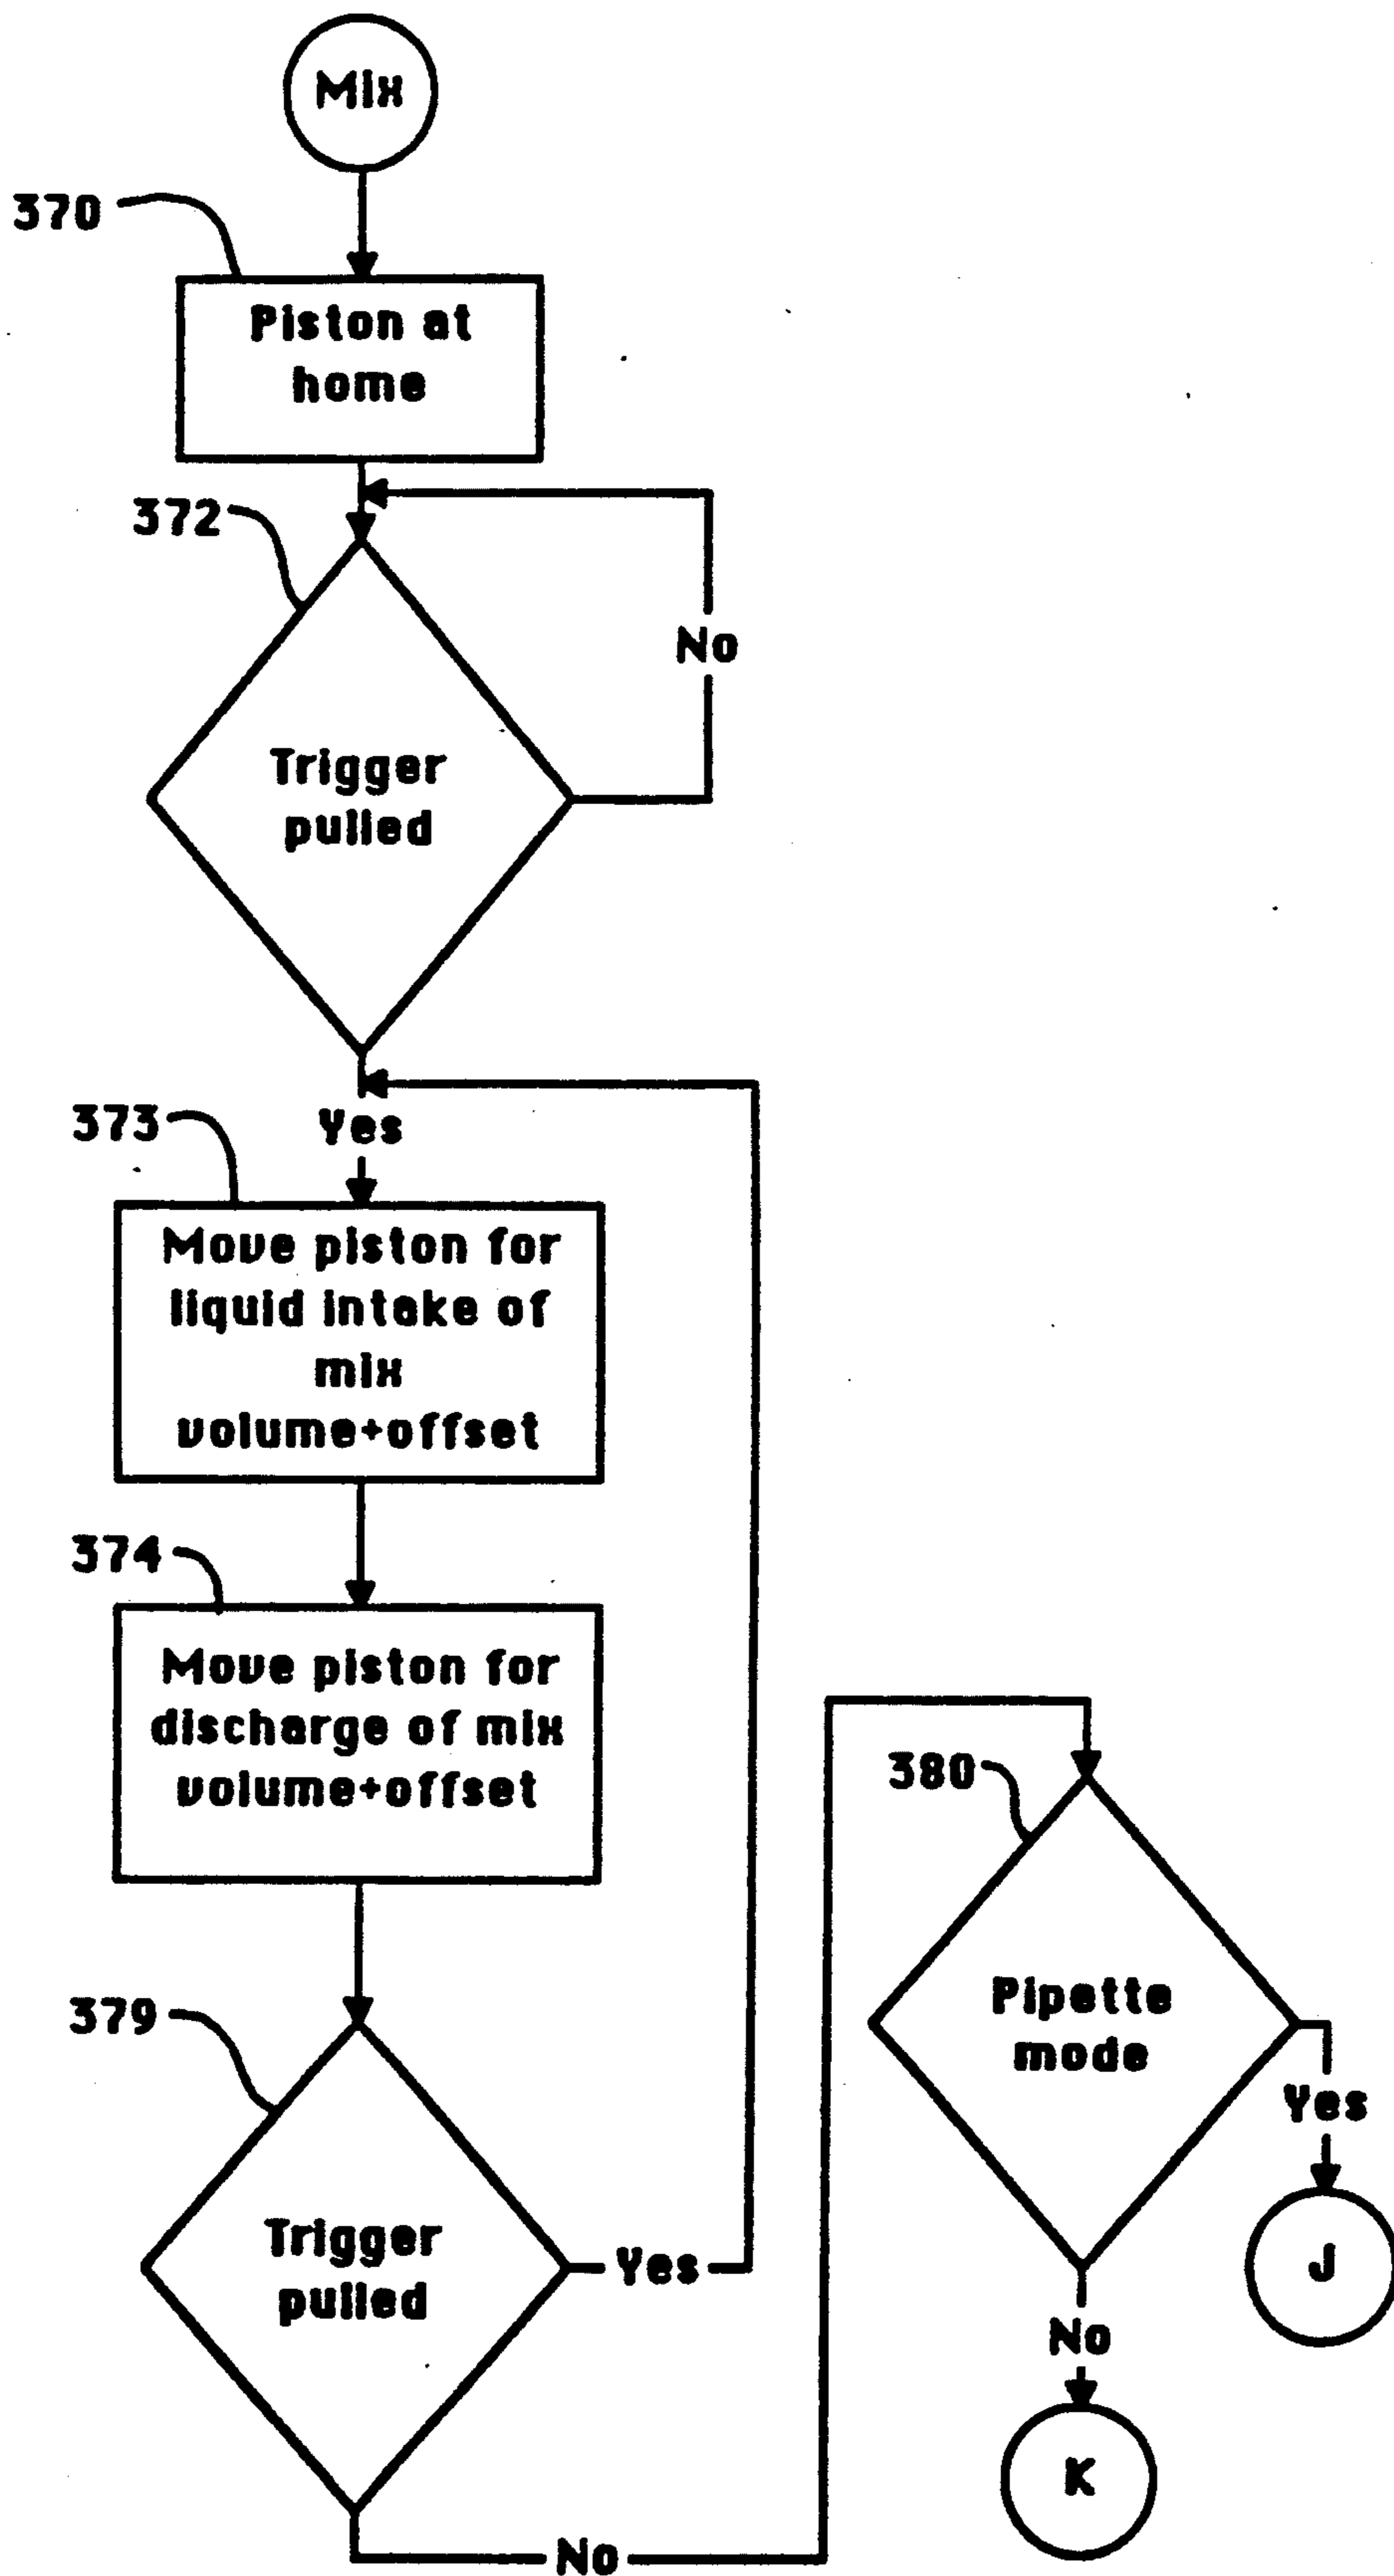 Mix
370
Piston at
home
372
No
Trigger
pulled
373
Yes
Move piston for
liquid intake of
mix
volume+offset
374
Move piston for
discharge of mix
volume+offset
379
Trigger
pulled
Yes
No
380
Pipette
mode
Yes
J
No
K